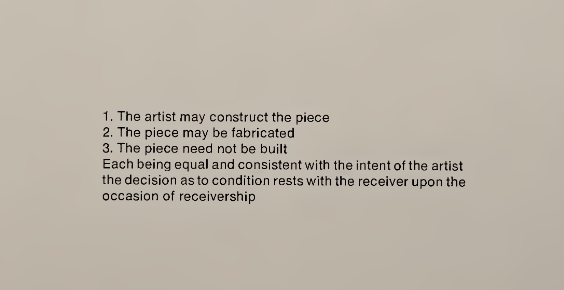 1. The artist may construct the piece
2. The piece may be fabricated
3. The piece need not be built
Each being equal and consistent with the intent of the artist
the decision as to condition rests with the receiver upon the
occasion of receivership